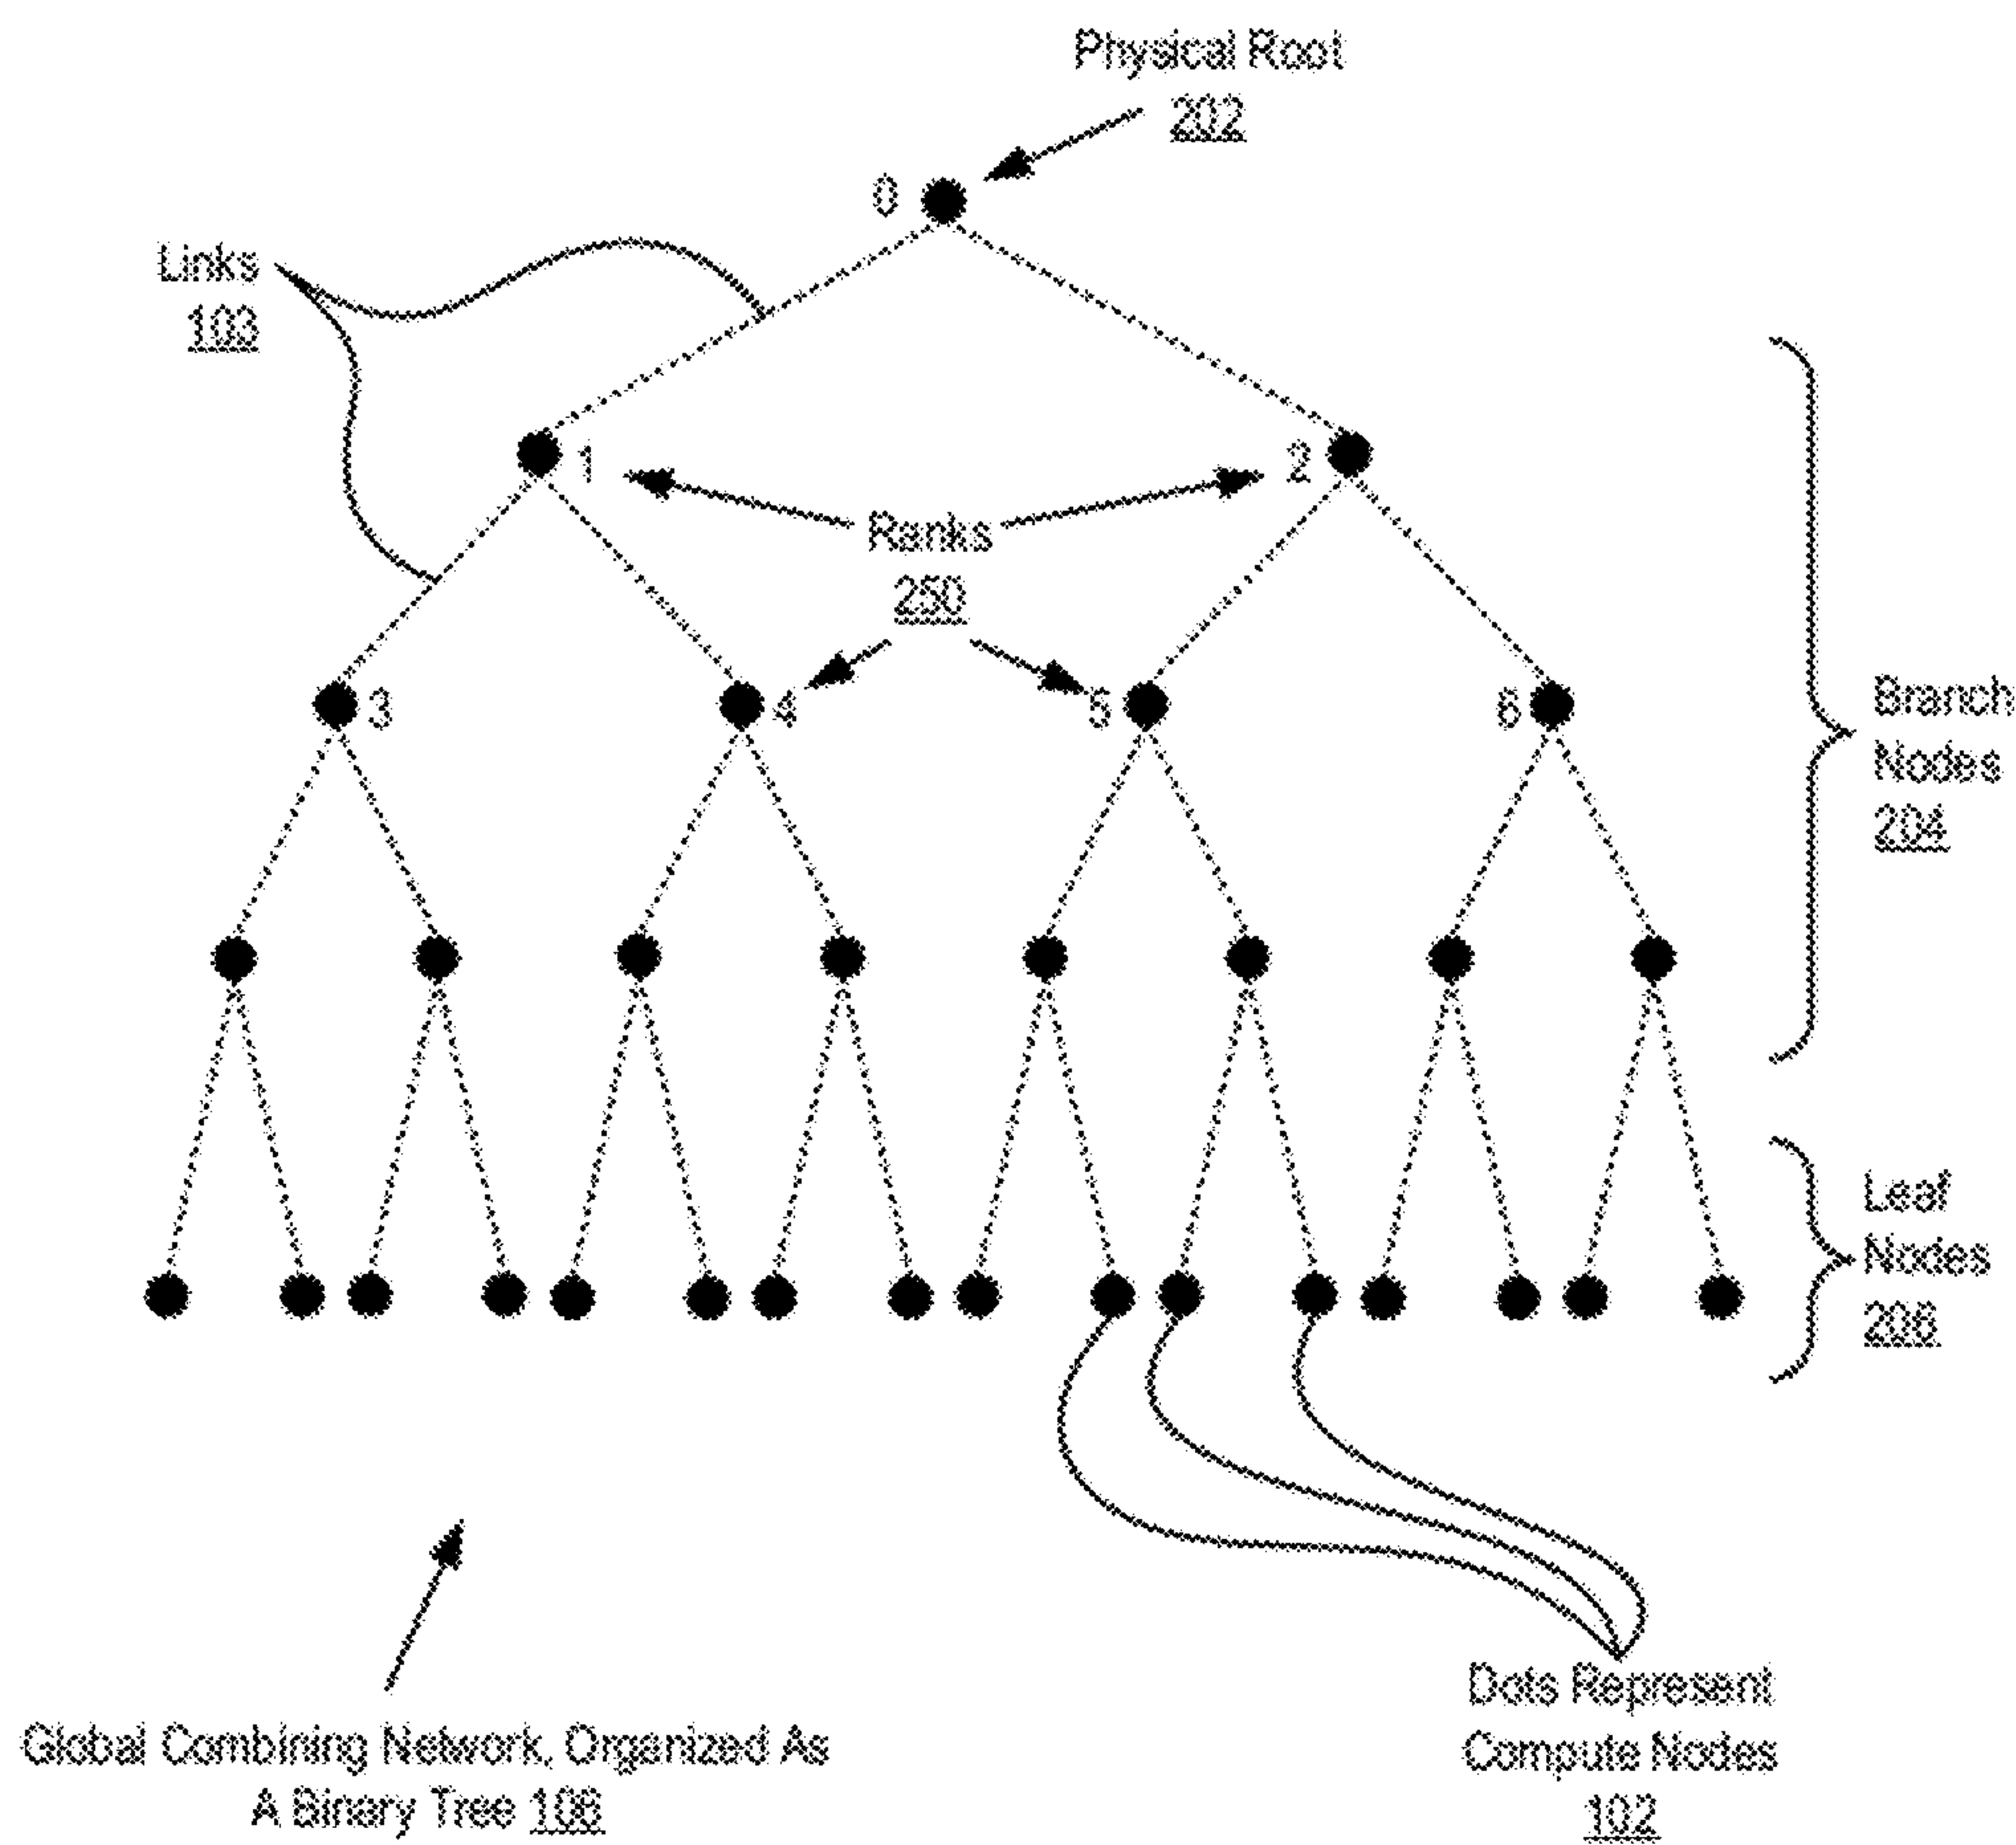 Physical Root
202
0
Links
103
1
2
Ranks
250
3
4
5
6
Branch
Nodes
204
Leaf
Nodes
206
Global Combining Network, Organized As
A Binary Tree 106
Dots Represent
Compute Nodes
102